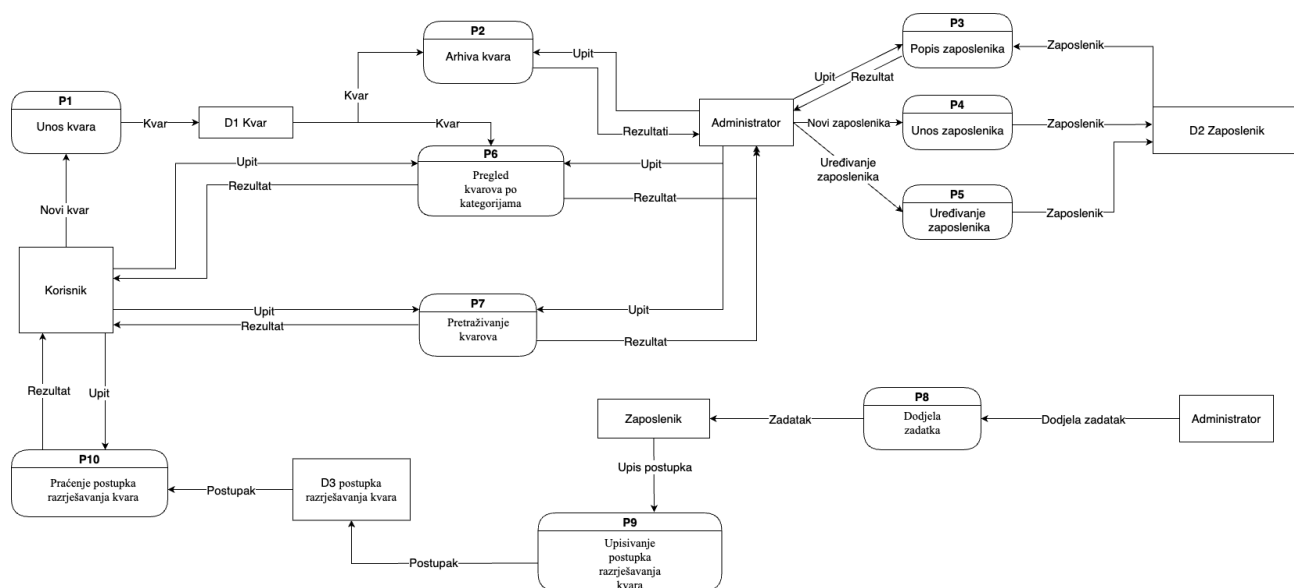 P2
Arhiva kvara
P3
Popis zaposlenika
Upit
Zaposlenik
Upit
Rezultat
Kvar
P1
Unos kvara
Kvar
D1 Kvar
Kvar
Rezultati
Administrator
Novi zaposlenika
P4
Unos zaposlenika
Zaposlenik
D2 Zaposlenik
Upit
Rezultat
P6
Pregled
kvarova po
kategorijama
Upit
Rezultat
Uređivanje
zaposlenika
P5
Uređivanje
zaposlenika
Zaposlenik
Novi kvar
Korisnik
Upit
Rezultat
P7
Pretraživanje
kvarova
Upit
Rezultat
Rezultat
Upit
Zaposlenik
Zadatak
P8
Dodjela
zadatka
Dodjela zadatak
Administrator
P10
Praćenje postupka
razrješavanja kvara
Postupak
D3 postupka
razrješavanja kvara
Upis postupka
Postupak
P9
Upisivanje
postupka
razrješavanja
kvara